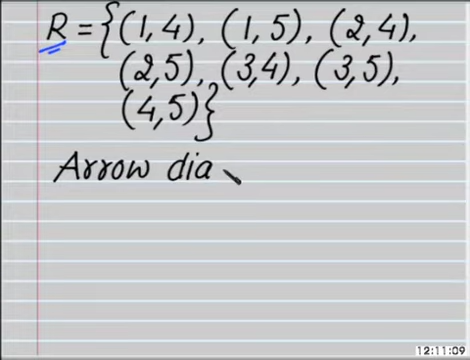 R = {(1,4), (1,5), (2,4),
(2,5), (3,4), (3,5),
(4,5)}
Arrow dia
12:11:09